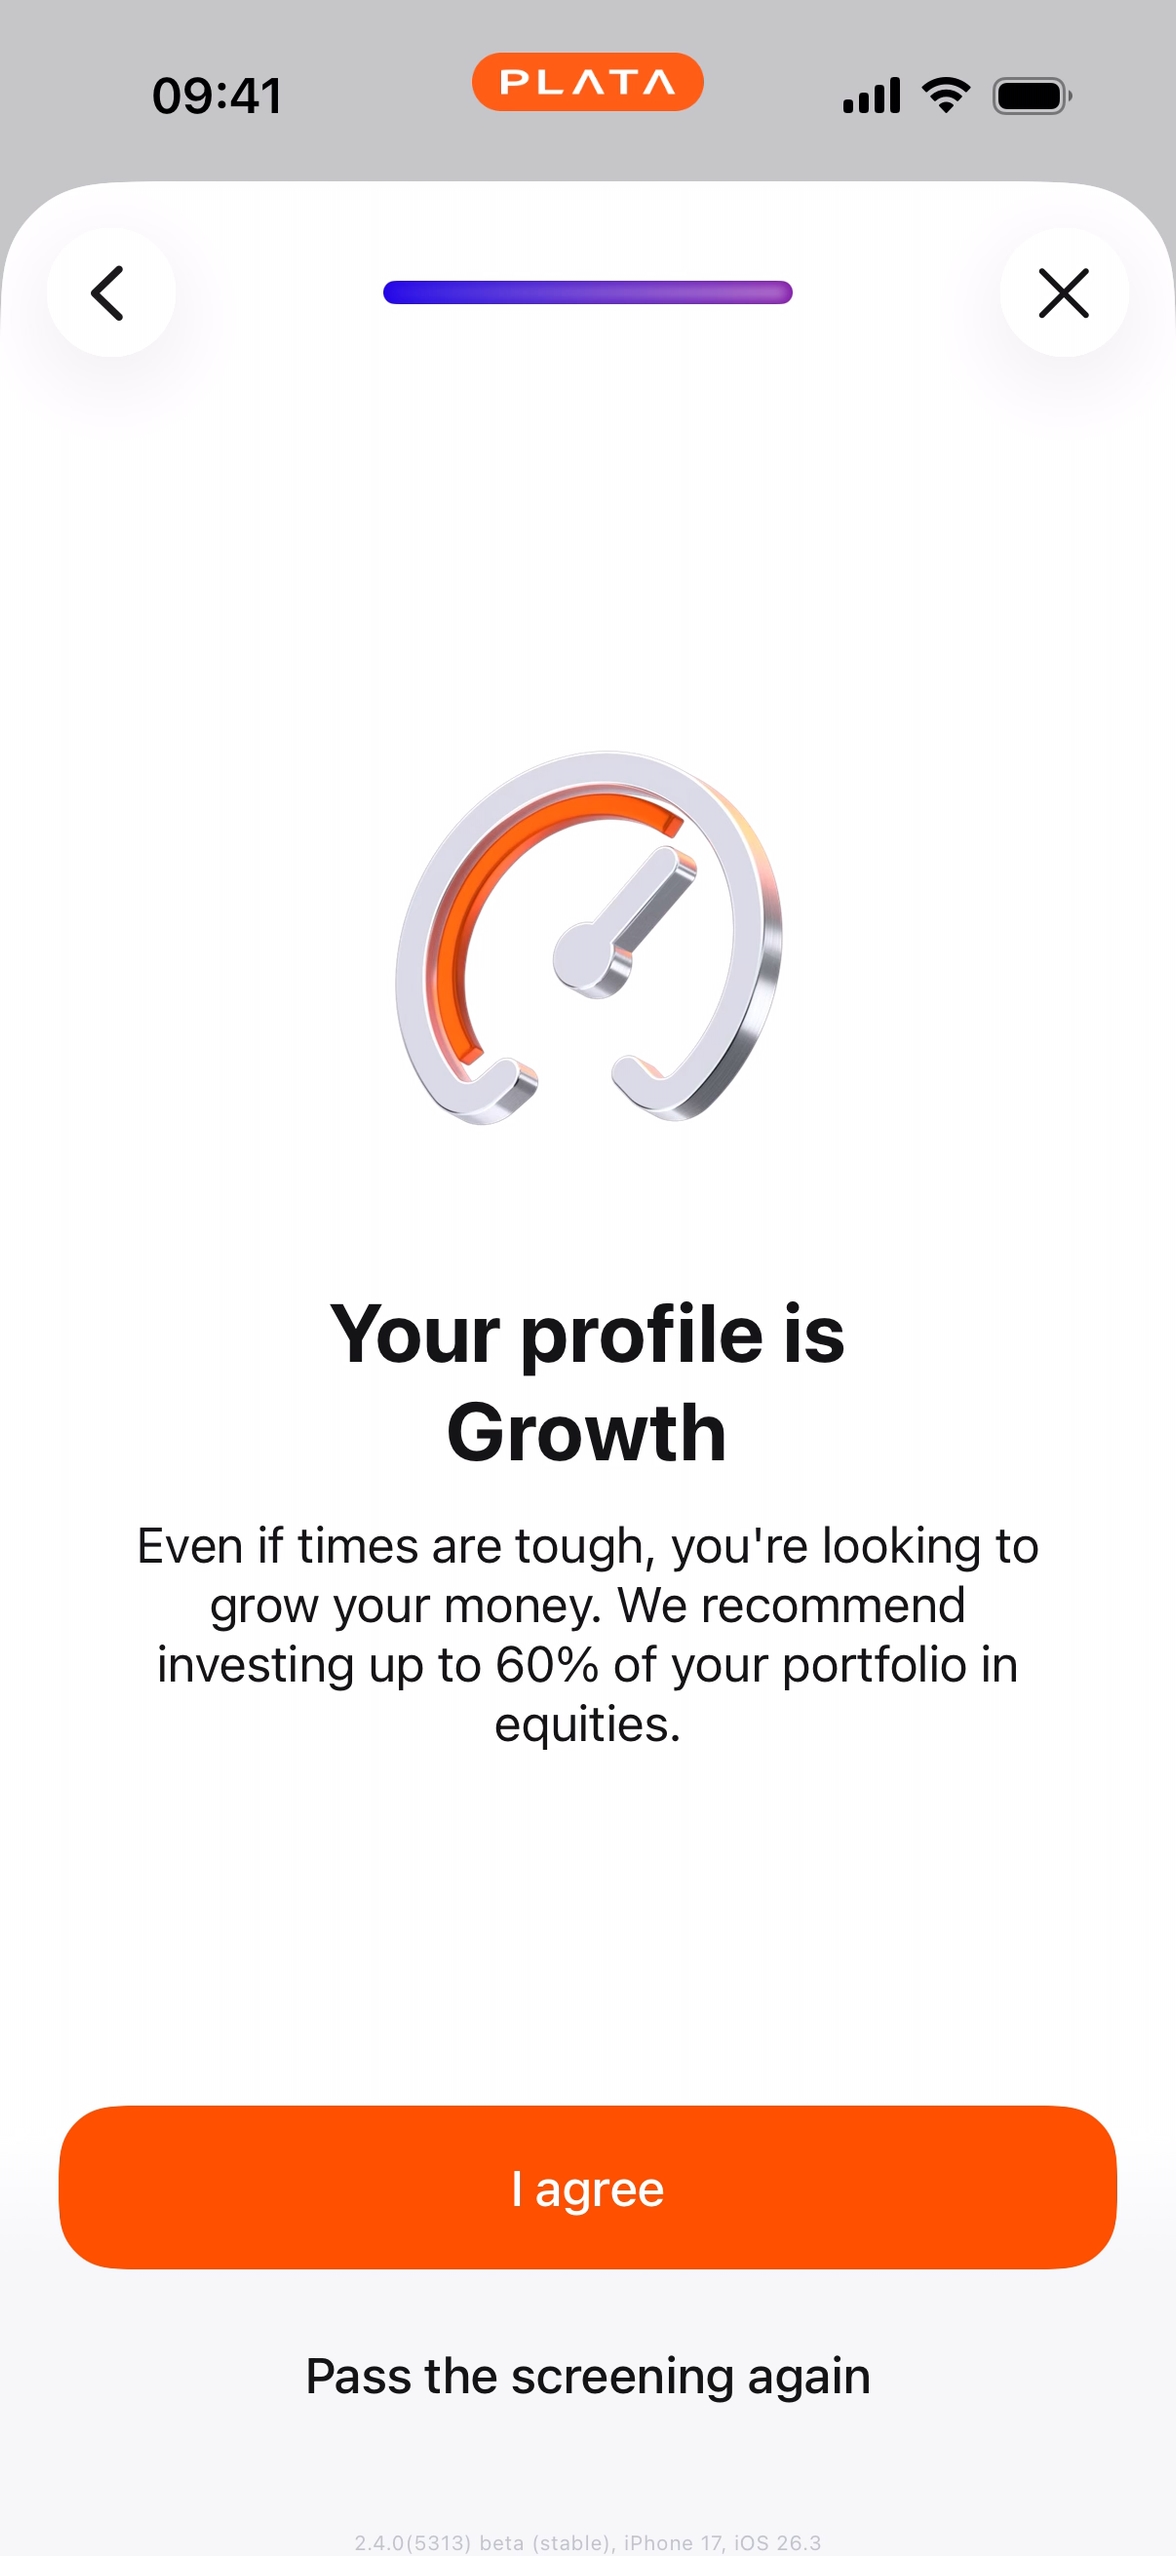 09:41
PLATA
Your profile is
Growth
Even if times are tough, you're looking to
grow your money. We recommend
investing up to 60% of your portfolio in
equities.
I agree
Pass the screening again
2.4.0(5313) beta (stable), iPhone 17, iOS 26.3